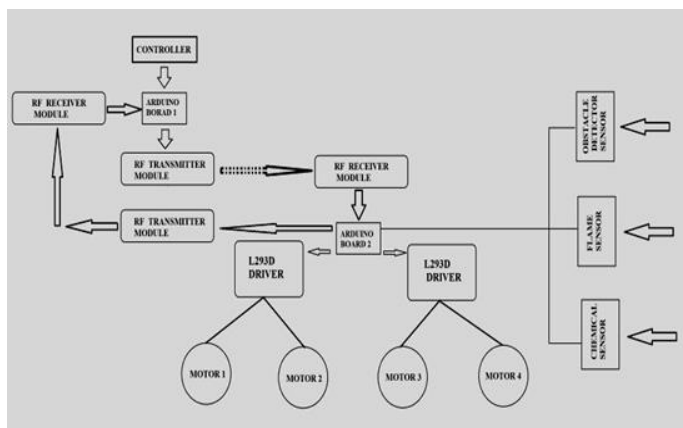 CONTROLLER
RF RECEIVER
MODULE
ARDUINO
BORAD 1
RF TRANSMITTER
MODULE
RF RECEIVER
MODULE
RF TRANSMITTER
MODULE
ARDUINO
BOARD 2
L293D
DRIVER
L293D
DRIVER
MOTOR 1
MOTOR 2
MOTOR 3
MOTOR 4
OBSTACLE
DETECTOR
SENSOR
FLAME
SENSOR
CHEMICAL
SENSOR